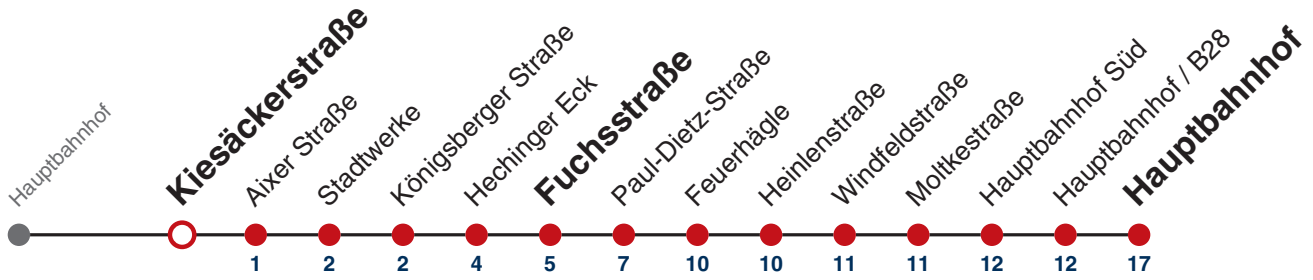 Hauptbahnhof
Kiesäckerstraße
Aixer Straße
Stadtwerke
Königsberger Straße
Hechinger Eck
Fuchsstraße
Paul-Dietz-Straße
Feuerhägle
Heinlenstraße
Windfeldstraße
Moltkestraße
Hauptbahnhof Süd
Hauptbahnhof / B28
Hauptbahnhof
1 2 2 4 5 7 10 10 11 11 12 12 17